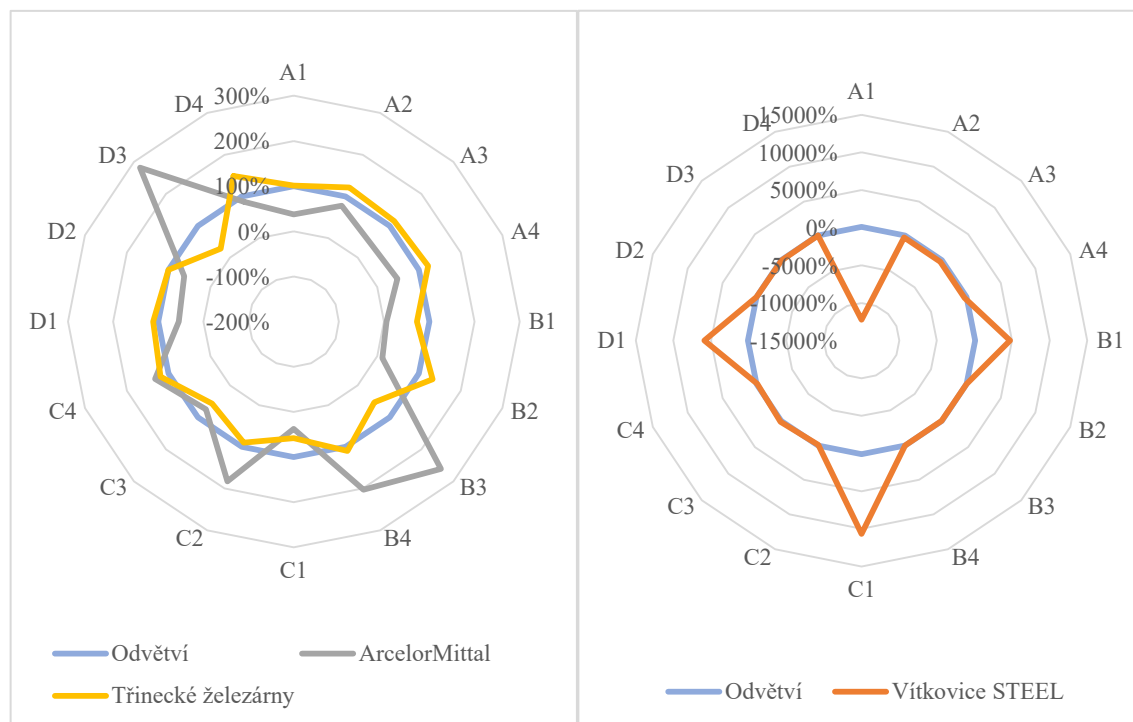 A1
300%
D4
A2
200%
D3
A3
100%
D2
0%
A4
-100%
D1
-200%
B1
C4
B2
C3
B3
C2
B4
C1
Odvětví
ArcelorMittal
Třinecké železárny
A1
15000%
D4
A2
10000%
D3
A3
5000%
D2
0%
A4
-5000%
-10000%
D1
-15000%
B1
C4
B2
C3
B3
C2
B4
C1
Odvětví
Vítkovice STEEL